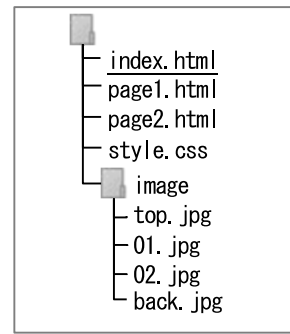 index.html
page1.html
page2.html
style.css
image
top.jpg
01.jpg
02.jpg
back.jpg